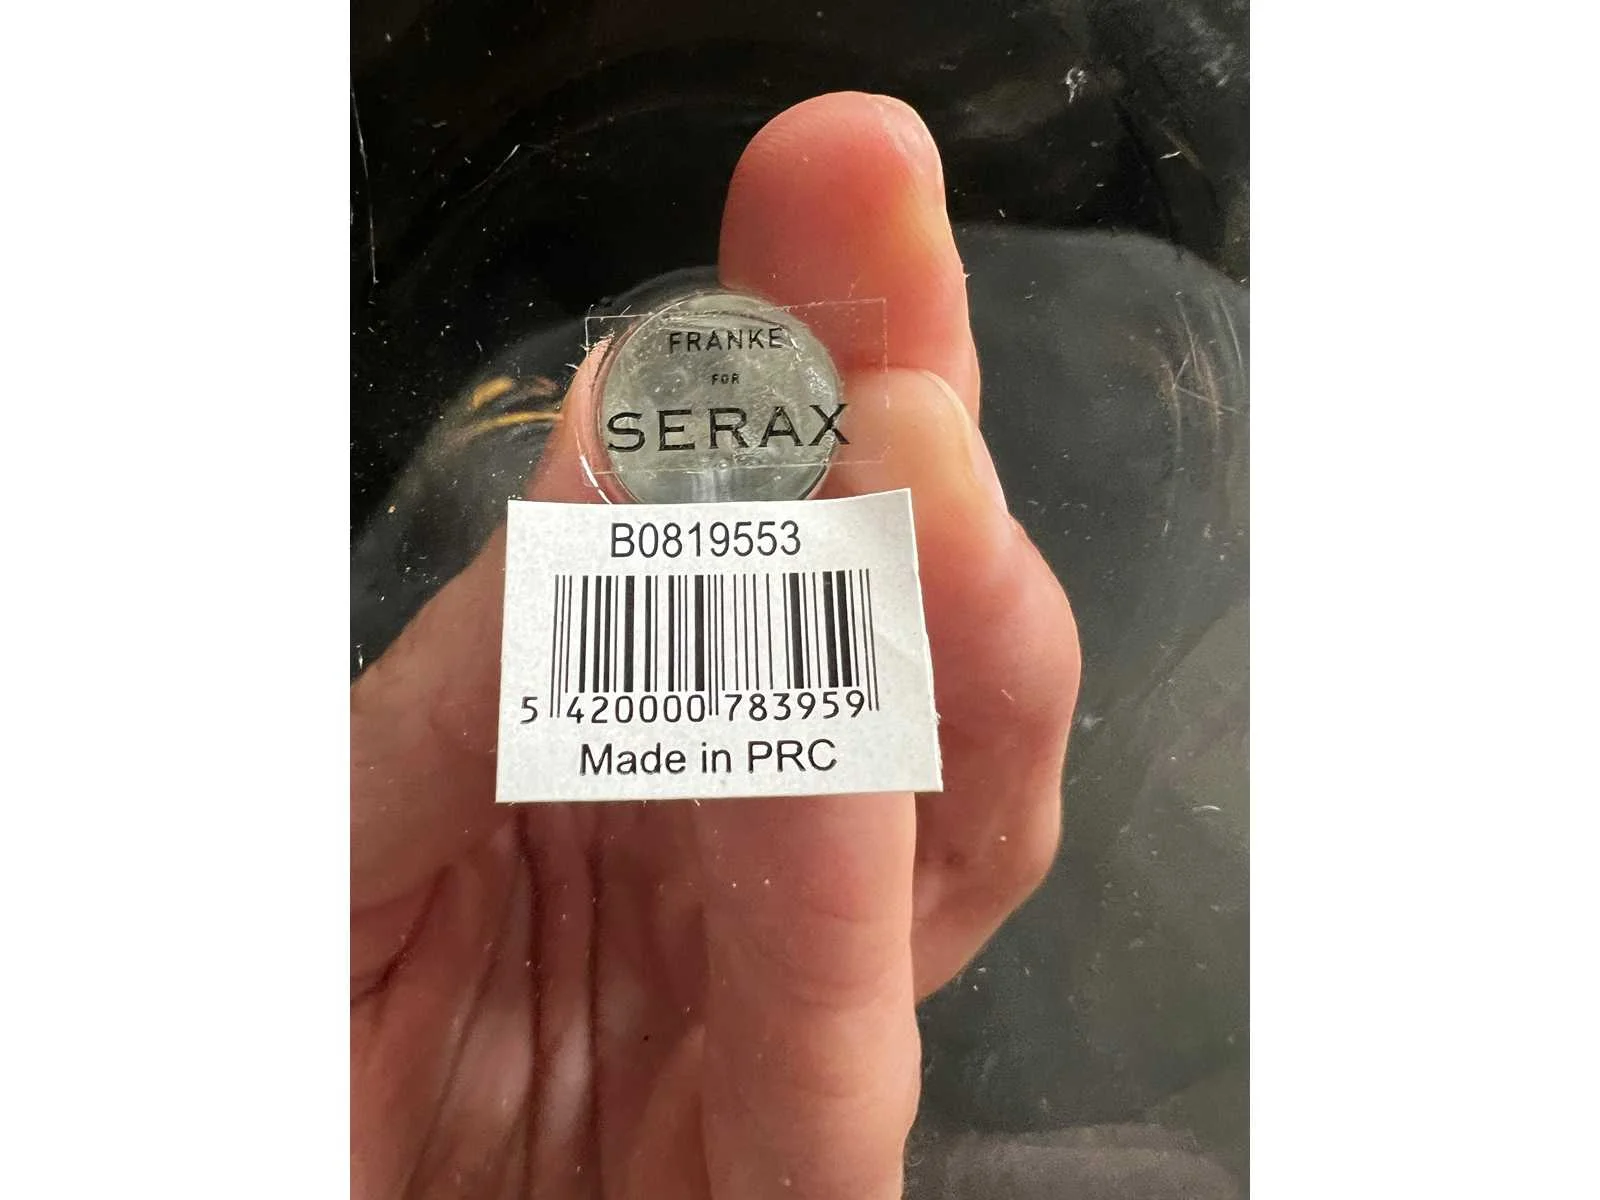 FRANKE
FOR
SERAX
B0819553
5 420000 783959
Made in PRC